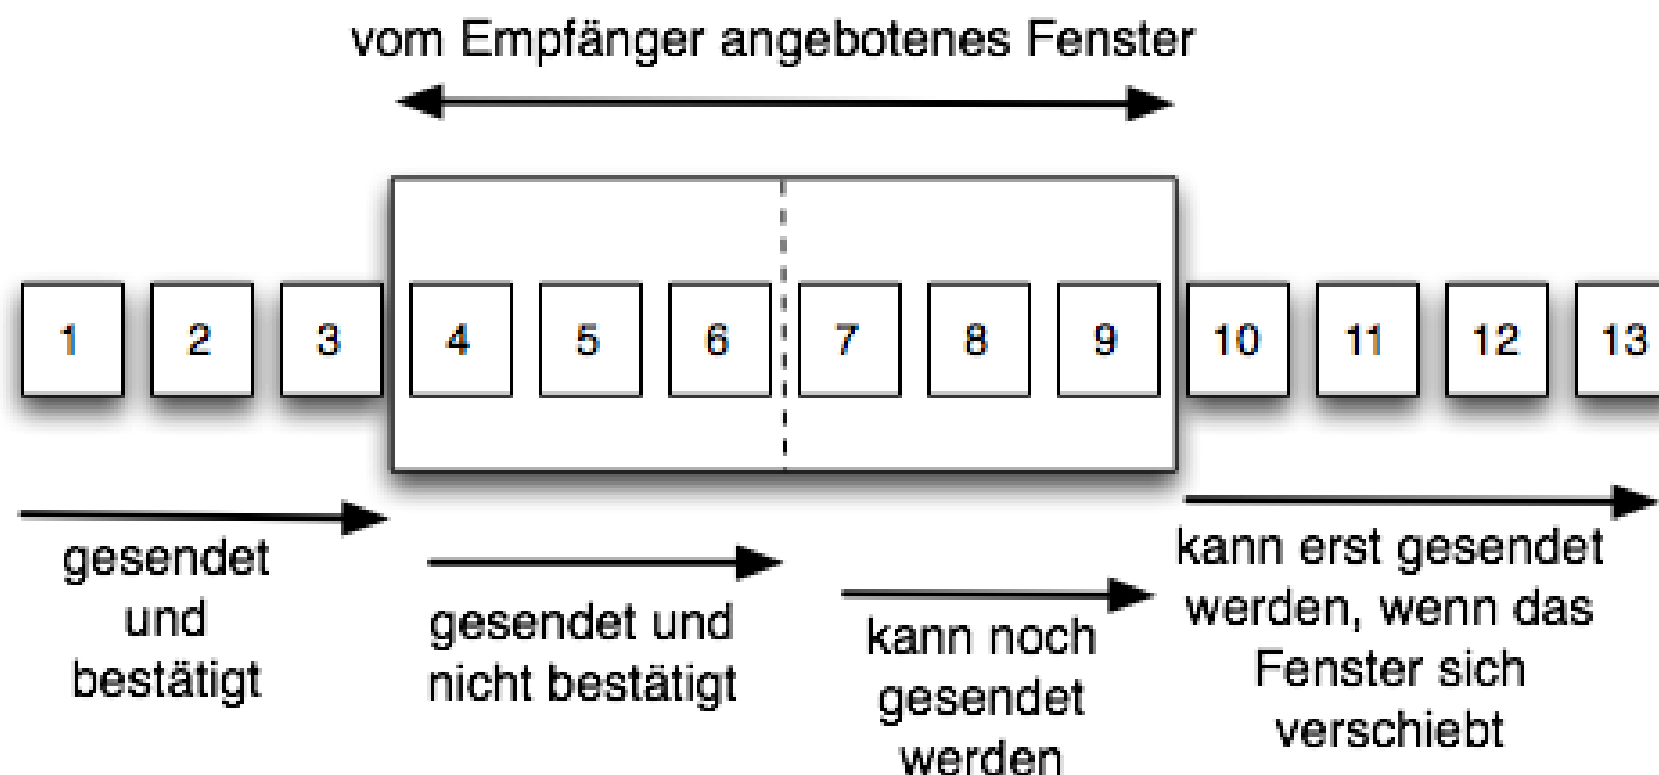 vom Empfänger angebotenes Fenster
1 2 3 4 5 6 7 8 9 10 11 12 13
gesendet
und
bestätigt
gesendet und
nicht bestätigt
kann noch
gesendet
werden
kann erst gesendet
werden, wenn das
Fenster sich
verschiebt